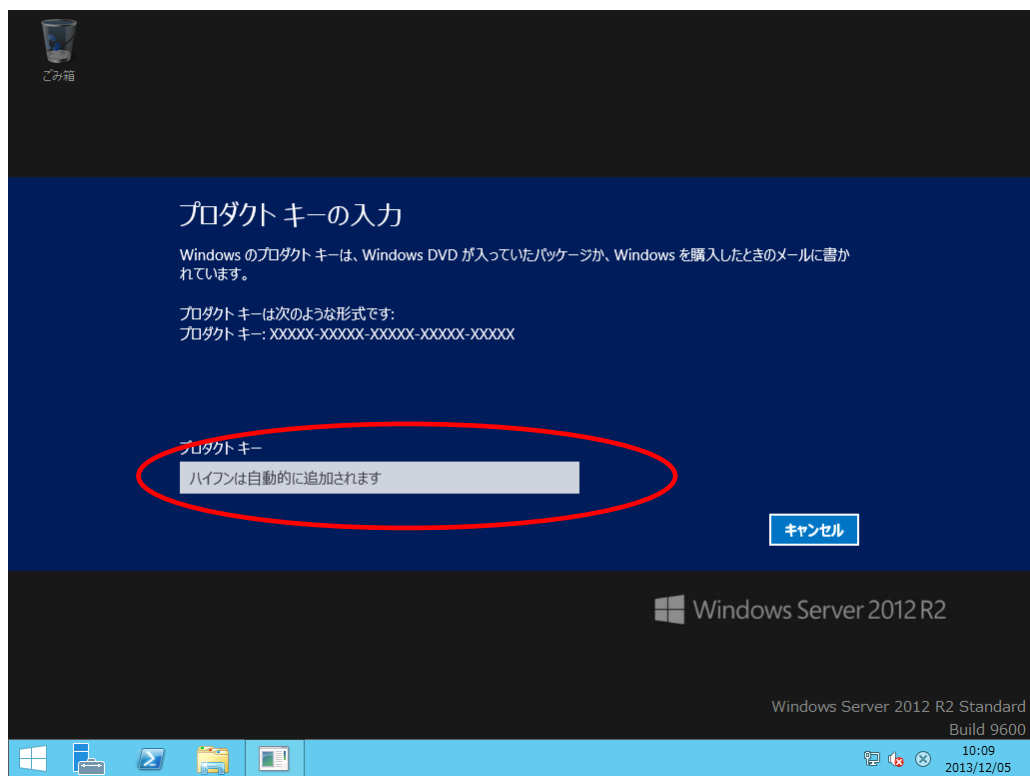 ごみ箱
プロダクト キーの入力
Windows のプロダクト キーは、Windows DVD が入っていたパッケージか、Windows を購入したときのメールに書か
れています。
プロダクト キーは次のような形式です:
プロダクト キー: XXXXX-XXXXX-XXXXX-XXXXX-XXXXX
プロダクト キー
ハイフンは自動的に追加されます
キャンセル
Windows Server 2012 R2
Windows Server 2012 R2 Standard
Build 9600
10:09
2013/12/05